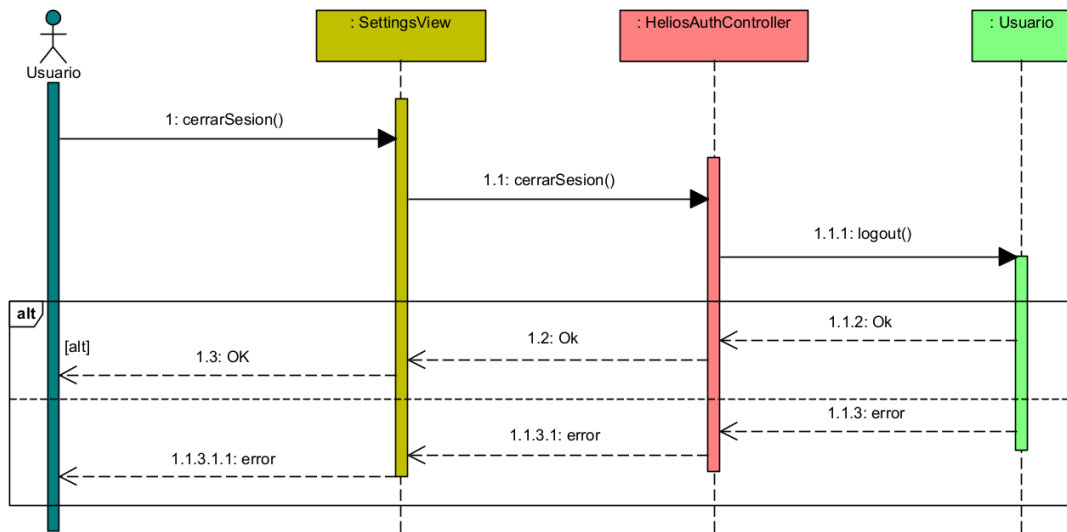 : SettingsView
: HeliosAuthController
: Usuario
Usuario
1: cerrarSesion()
1.1: cerrarSesion()
1.1.1: logout()
alt
[alt]
1.1.2: Ok
1.2: Ok
1.3: OK
1.1.3: error
1.1.3.1: error
1.1.3.1.1: error